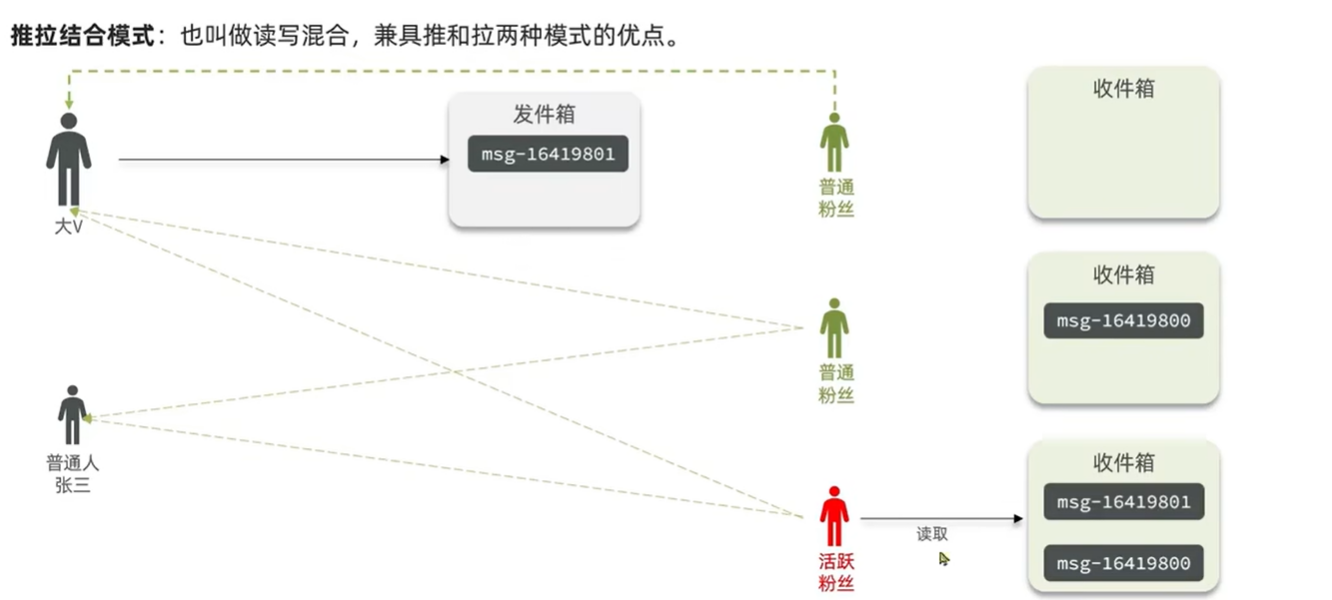 推拉结合模式：也叫做读写混合，兼具推和拉两种模式的优点。
发件箱
msg-16419801
大V
普通
粉丝
收件箱
普通
粉丝
收件箱
msg-16419800
普通人
张三
活跃
粉丝
读取
收件箱
msg-16419801
msg-16419800